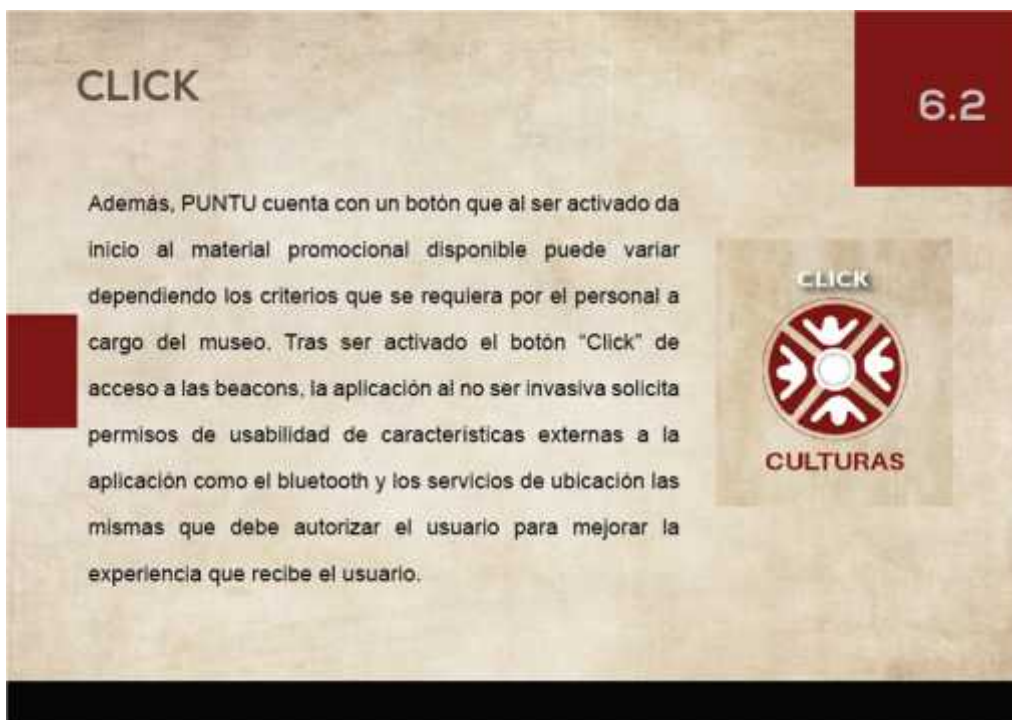 CLICK
6.2
Además, PUNTU cuenta con un botón que al ser activado da
inicio al material promocional disponible puede variar
dependiendo los criterios que se requiera por el personal a
cargo del museo. Tras ser activado el botón “Click” de
acceso a las beacons, la aplicación al no ser invasiva solicita
permisos de usabilidad de características externas a la
aplicación como el bluetooth y los servicios de ubicación las
mismas que debe autorizar el usuario para mejorar la
experiencia que recibe el usuario.
CLICK
CULTURAS